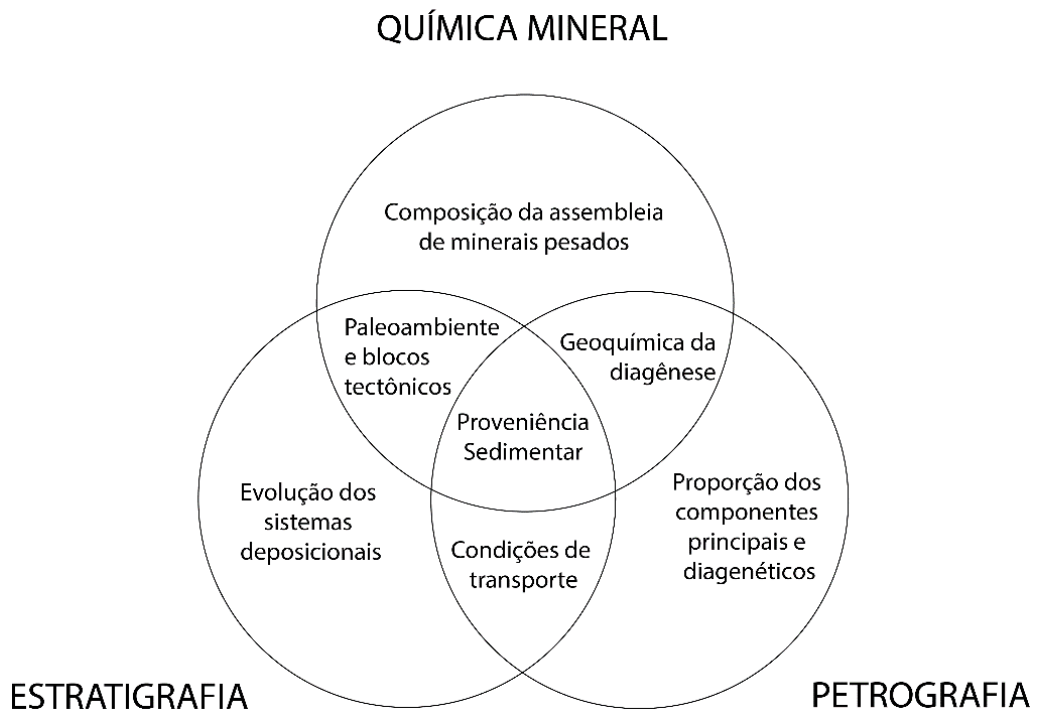 QUÍMICA MINERAL
Composição da assembleia
de minerais pesados
Paleoambiente
e blocos
tectônicos
Geoquímica da
diagênese
Proveniência
Sedimentar
Evolução dos
sistemas
deposicionais
Proporção dos
componentes
principais e
diagenéticos
Condições de
transporte
ESTRATIGRAFIA
PETROGRAFIA